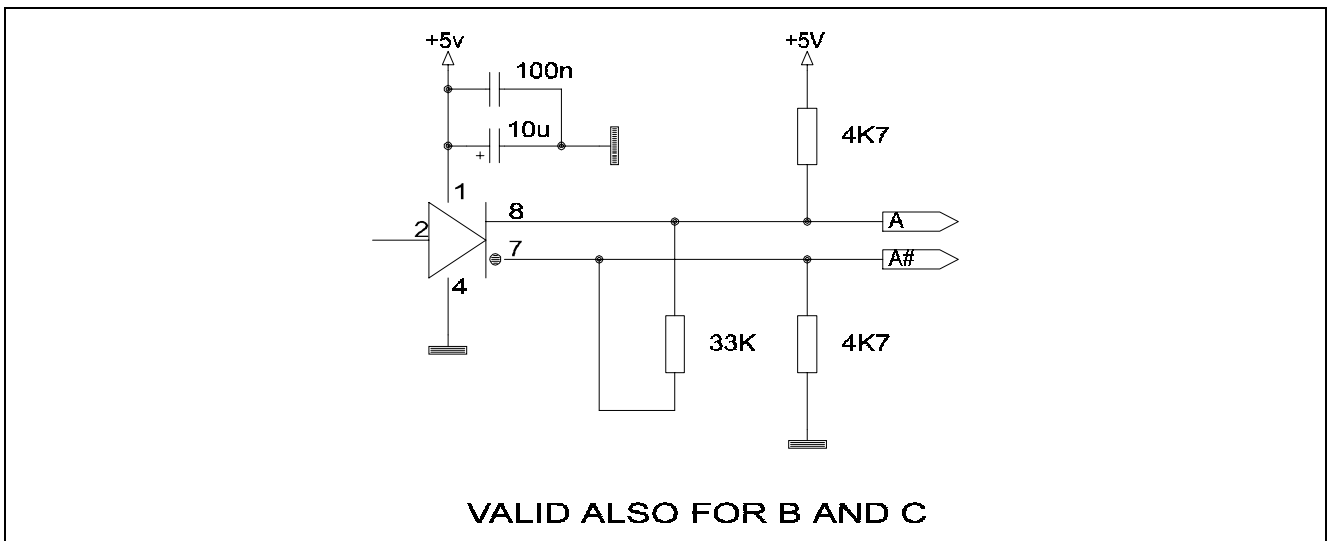 +5v
+5V
100n
10u
+
4K7
1
2
8
7
4
A
A#
33K
4K7
VALID ALSO FOR B AND C